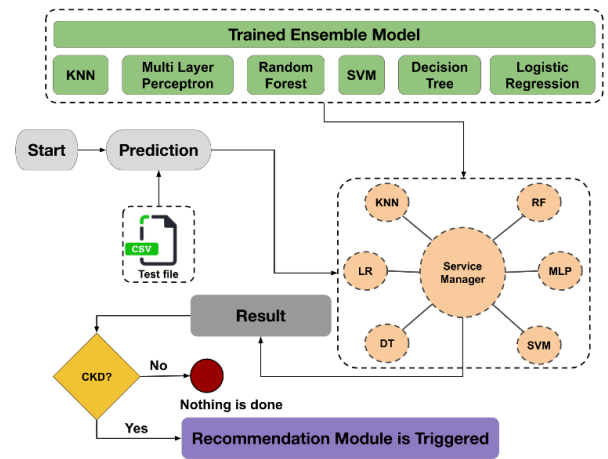 Trained Ensemble Model
KNN
Multi Layer
Perceptron
Random
Forest
SVM
Decision
Tree
Logistic
Regression
Start
Prediction
CSV
Test file
KNN
RF
LR
Service
Manager
MLP
DT
SVM
Result
CKD?
No
Nothing is done
Yes
Recommendation Module is Triggered